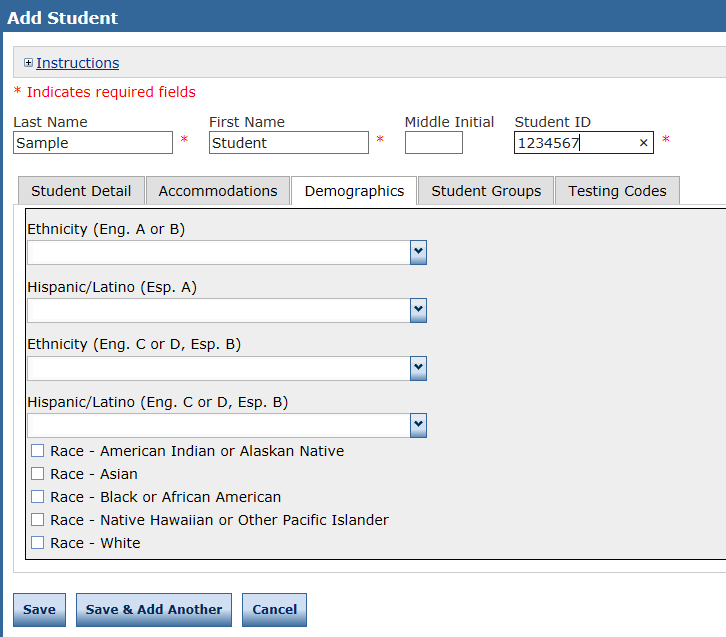 Add Student
Instructions
* Indicates required fields
Last Name First Name Middle Initial Student ID
Sample * Student * 1234567 × *
Student Detail Accommodations Demographics Student Groups Testing Codes
Ethnicity (Eng. A or B)
Hispanic/Latino (Esp. A)
Ethnicity (Eng. C or D, Esp. B)
Hispanic/Latino (Eng. C or D, Esp. B)
Race - American Indian or Alaskan Native
Race - Asian
Race - Black or African American
Race - Native Hawaiian or Other Pacific Islander
Race - White
Save Save & Add Another Cancel